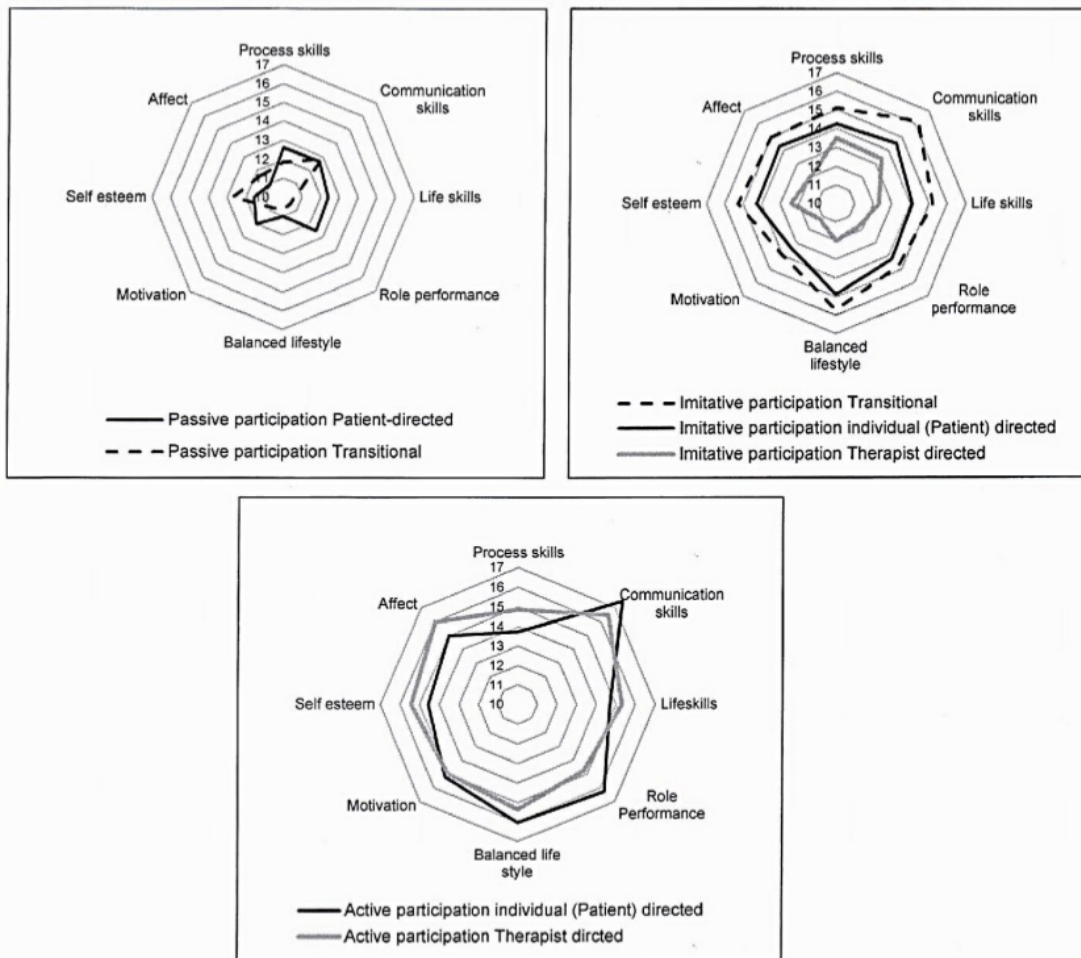 Process skills
17
16
15
14
13
12
11
10
Communication
skills
Life skills
Role performance
Balanced lifestyle
Motivation
Self esteem
Affect
Passive participation Patient-directed
Passive participation Transitional
Process skills
17
16
15
14
13
12
11
10
Communication
skills
Life skills
Role
performance
Balanced
lifestyle
Motivation
Self esteem
Affect
Imitative participation Transitional
Imitative participation individual (Patient) directed
Imitative participation Therapist directed
Process skills
17
16
15
14
13
12
11
10
Communication
skills
Lifeskills
Role
Performance
Balanced life
style
Motivation
Self esteem
Affect
Active participation individual (Patient) directed
Active participation Therapist dircted